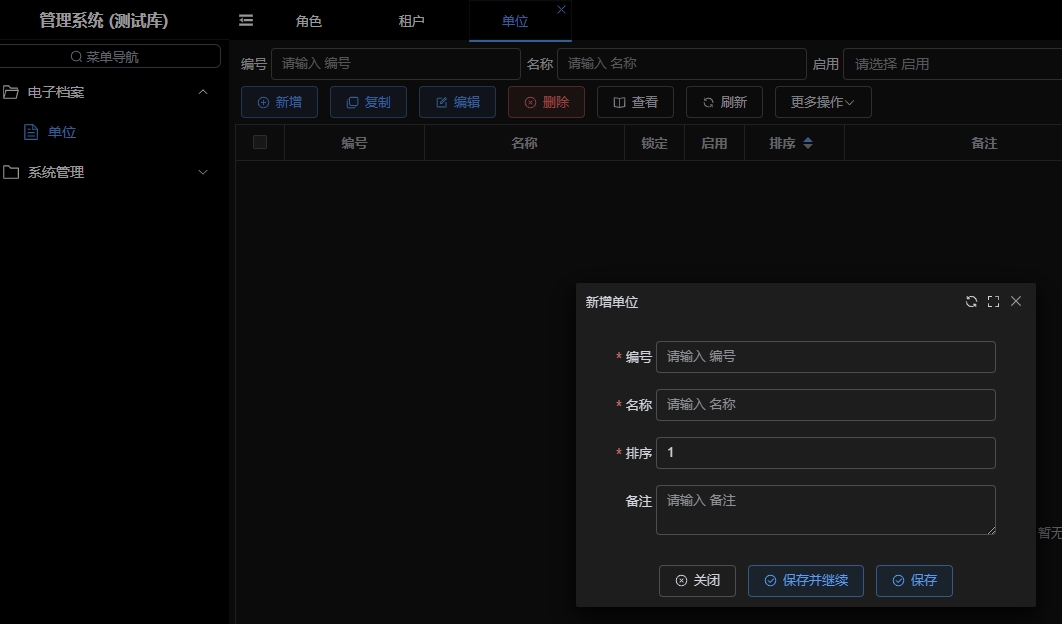 管理系统 (测试库)
角色
租户
单位
菜单导航
编号 请输入 编号 名称 请输入 名称 启用 请选择 启用
电子档案
新增 复制 编辑 删除 查看 刷新 更多操作
单位
编号 名称 锁定 启用 排序 备注
系统管理
新增单位
* 编号 请输入 编号
* 名称 请输入 名称
* 排序 1
备注 请输入 备注
暂无
关闭 保存并继续 保存